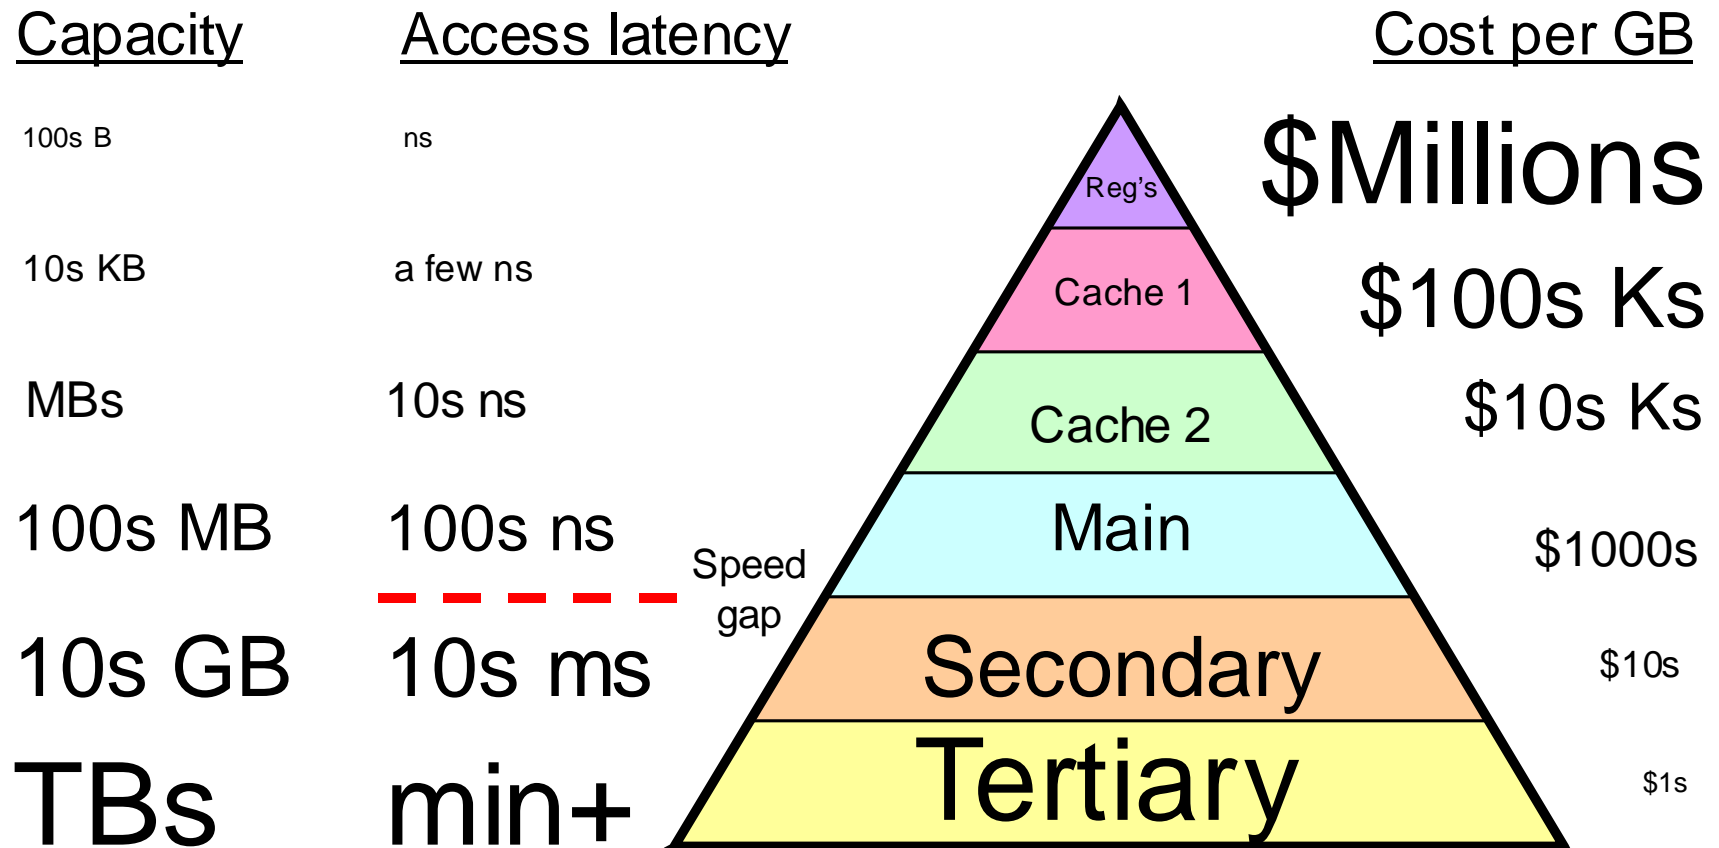 Capacity Access latency Cost per GB
100s B ns Reg's $Millions
10s KB a few ns Cache 1 $100s Ks
MBs 10s ns Cache 2 $10s Ks
100s MB 100s ns Main $1000s
Speed
gap
10s GB 10s ms Secondary $10s
TBs min+ Tertiary $1s